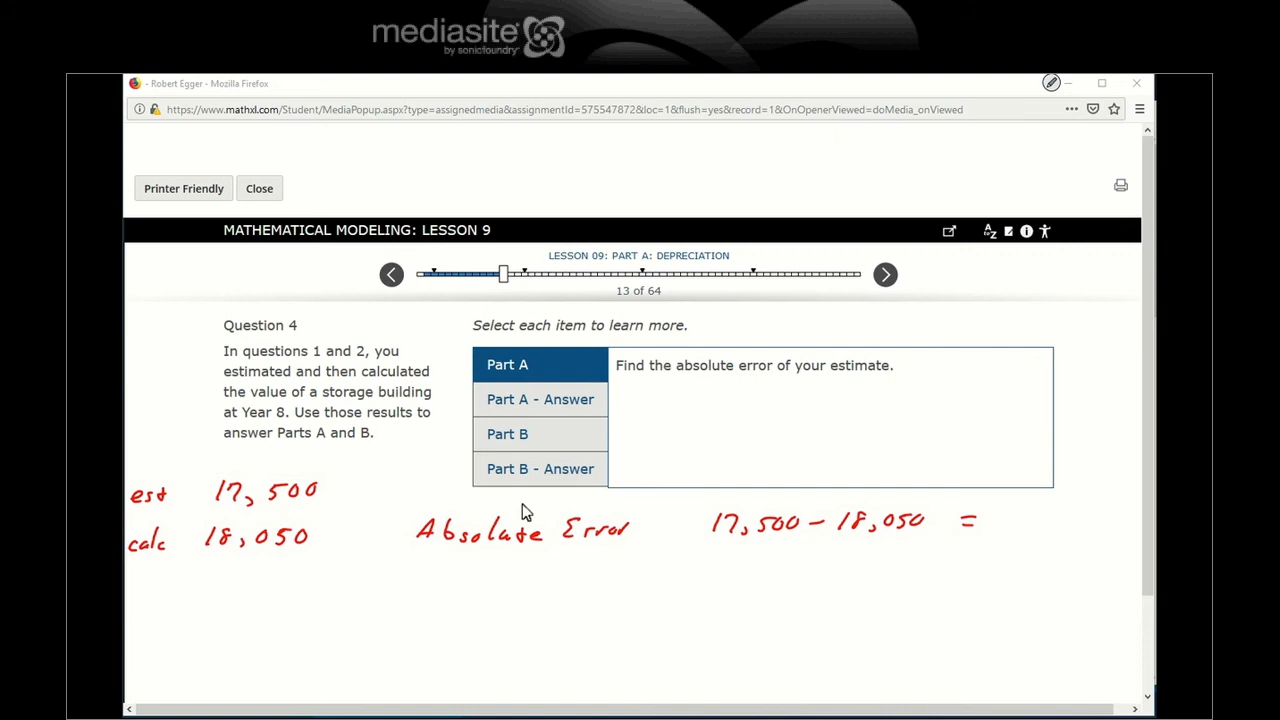 mediasite
by sonicfoundry
- Robert Egger - Mozilla Firefox
https://www.mathxl.com/Student/MediaPopup.aspx?type=assignedmedia&assignmentId=575547872&loc=1&flush=yes&record=1&OnOpenerViewed=doMedia_onViewed
Printer Friendly Close
MATHEMATICAL MODELING: LESSON 9
A to Z
LESSON 09: PART A: DEPRECIATION
13 of 64
Question 4
In questions 1 and 2, you
estimated and then calculated
the value of a storage building
at Year 8. Use those results to
answer Parts A and B.
Select each item to learn more.
Part A
Part A - Answer
Part B
Part B - Answer
Find the absolute error of your estimate.
est 17,500
calc 18,050
Absolute Error 17,500 - 18,050 =